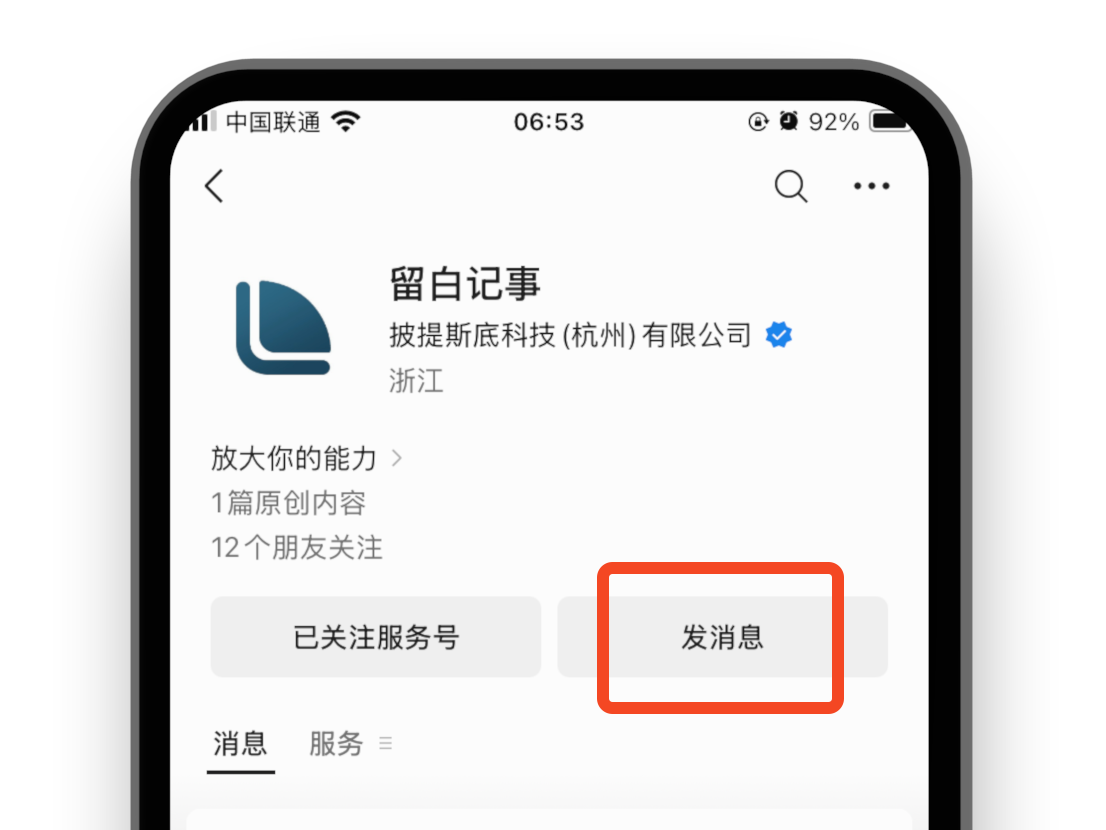 中国联通 06:53 92%
留白记事
披提斯底科技(杭州)有限公司
浙江
放大你的能力
1篇原创内容
12个朋友关注
已关注服务号 发消息
消息 服务